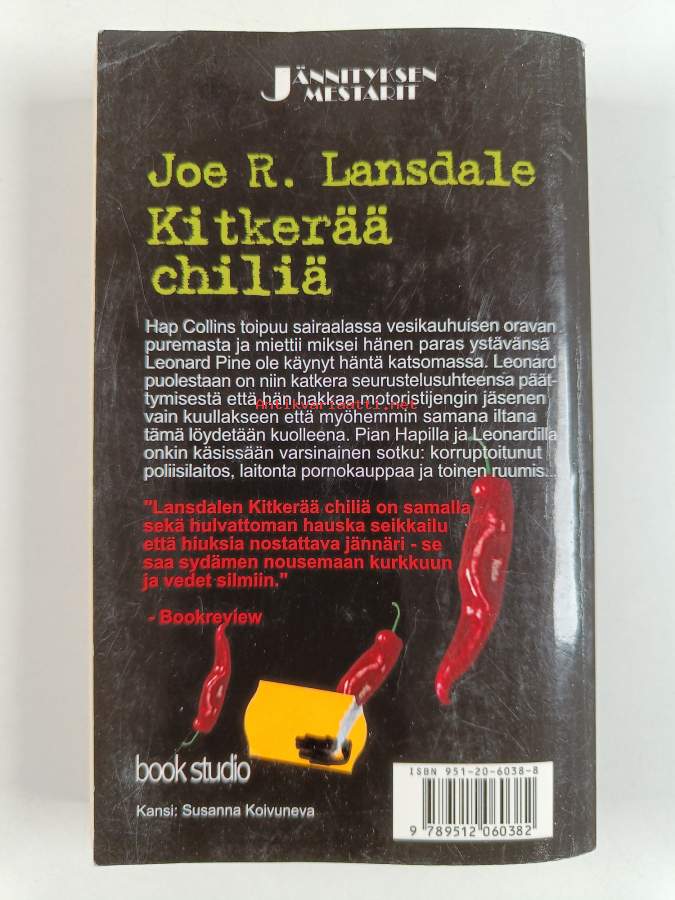 JÄNNITYKSEN
MESTARIT
Joe R. Lansdale
Kitkerää
chiliä
Hap Collins toipuu sairaalassa vesikauhuisen oravan
puremasta ja miettii miksei hänen paras ystävänsä
Leonard Pine ole käynyt häntä katsomassa. Leonard
puolestaan on niin katkera seurustelusuhteensa päät-
tymisestä että hän hakkaa motoristijengin jäsenen
Antikvariaatti.net
vain kuullakseen että myöhemmin samana iltana
tämä löydetään kuolleena. Pian Hapilla ja Leonardilla
onkin käsissään varsinainen sotku: korruptoitunut
poliisilaitos, laitonta pornokauppaa ja toinen ruumis...
"Lansdalen Kitkerää chiliä on samalla
sekä hulvattoman hauska seikkailu
että hiuksia nostattava jännäri - se
saa sydämen nousemaan kurkkuun
ja vedet silmiin."
- Bookreview
book studio
Kansi: Susanna Koivuneva
ISBN 951-20-6038-8
9 789512 060382